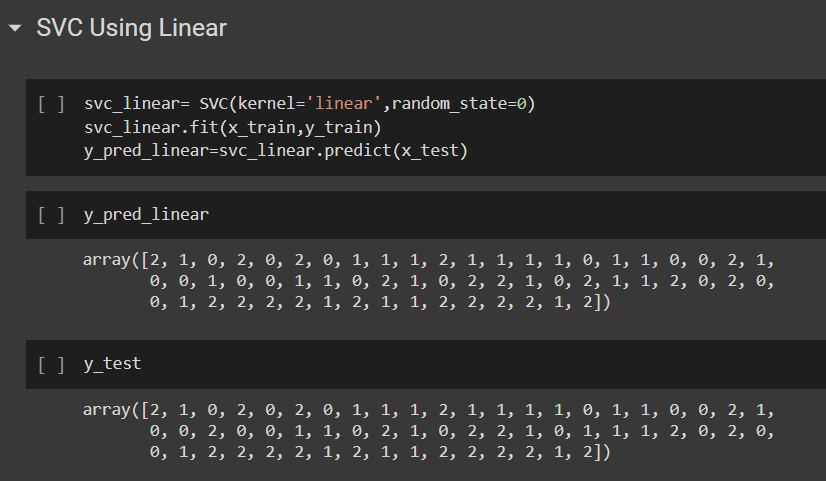 SVC Using Linear
[ ] svc_linear= SVC(kernel='linear',random_state=0)
svc_linear.fit(x_train,y_train)
y_pred_linear=svc_linear.predict(x_test)
[ ] y_pred_linear
array([2, 1, 0, 2, 0, 2, 0, 1, 1, 1, 2, 1, 1, 1, 1, 0, 1, 1, 0, 0, 2, 1,
0, 0, 1, 0, 0, 1, 1, 0, 2, 1, 0, 2, 2, 1, 0, 2, 1, 1, 2, 0, 2, 0,
0, 1, 2, 2, 2, 2, 1, 2, 1, 1, 2, 2, 2, 2, 1, 2])
[ ] y_test
array([2, 1, 0, 2, 0, 2, 0, 1, 1, 1, 2, 1, 1, 1, 1, 0, 1, 1, 0, 0, 2, 1,
0, 0, 2, 0, 0, 1, 1, 0, 2, 1, 0, 2, 2, 1, 0, 1, 1, 1, 2, 0, 2, 0,
0, 1, 2, 2, 2, 2, 1, 2, 1, 1, 2, 2, 2, 2, 1, 2])